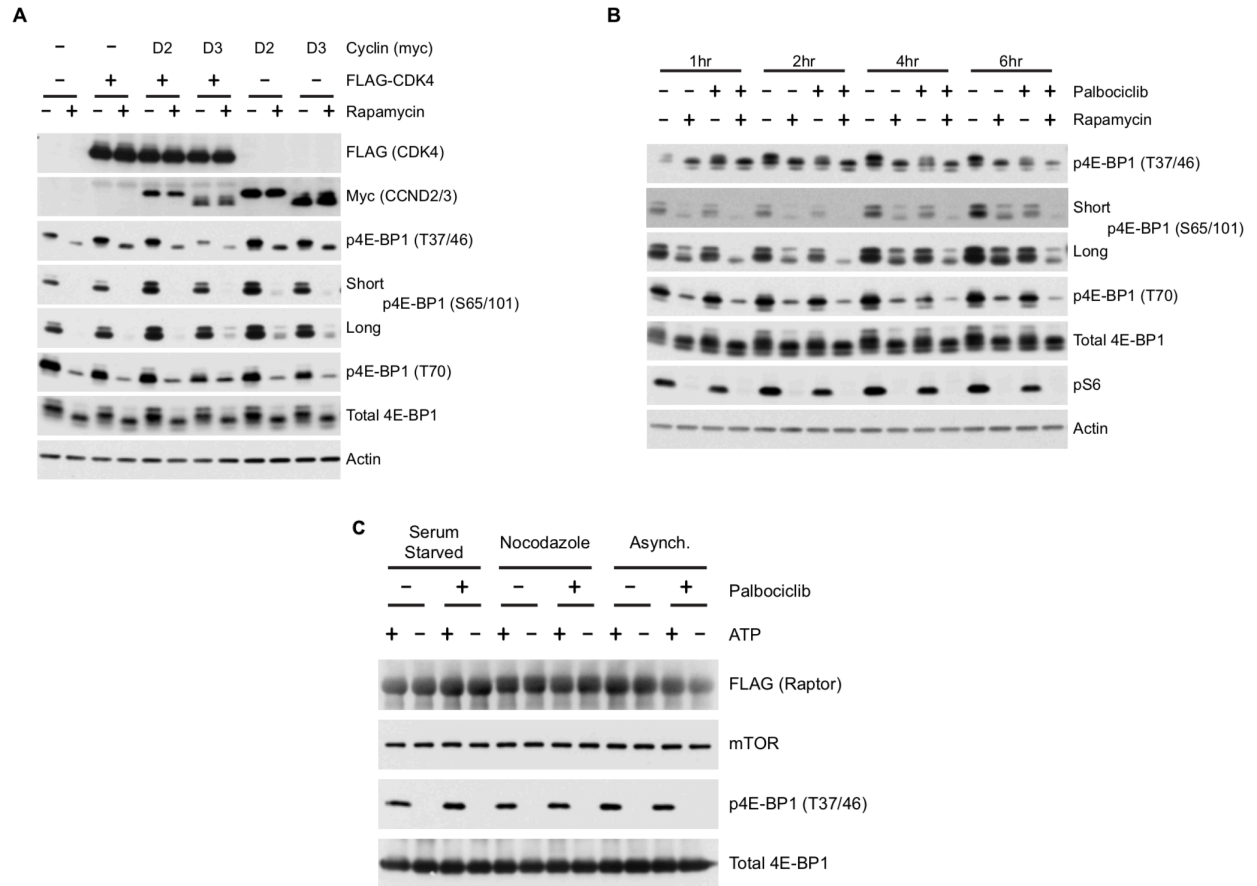 A
– – D2 D3 D2 D3 Cyclin (myc)
– + + + – – FLAG-CDK4
– + – + – + – + – + – + Rapamycin
FLAG (CDK4)
Myc (CCND2/3)
p4E-BP1 (T37/46)
Short
p4E-BP1 (S65/101)
Long
p4E-BP1 (T70)
Total 4E-BP1
Actin
B
1hr 2hr 4hr 6hr
– – + + – – + + – – + + – – + + Palbociclib
– + – + – + – + – + – + – + – + Rapamycin
p4E-BP1 (T37/46)
Short
p4E-BP1 (S65/101)
Long
p4E-BP1 (T70)
Total 4E-BP1
pS6
Actin
C
Serum
Starved Nocodazole Asynch.
– + – + – + Palbociclib
+ – + – + – + – + – + – ATP
FLAG (Raptor)
mTOR
p4E-BP1 (T37/46)
Total 4E-BP1